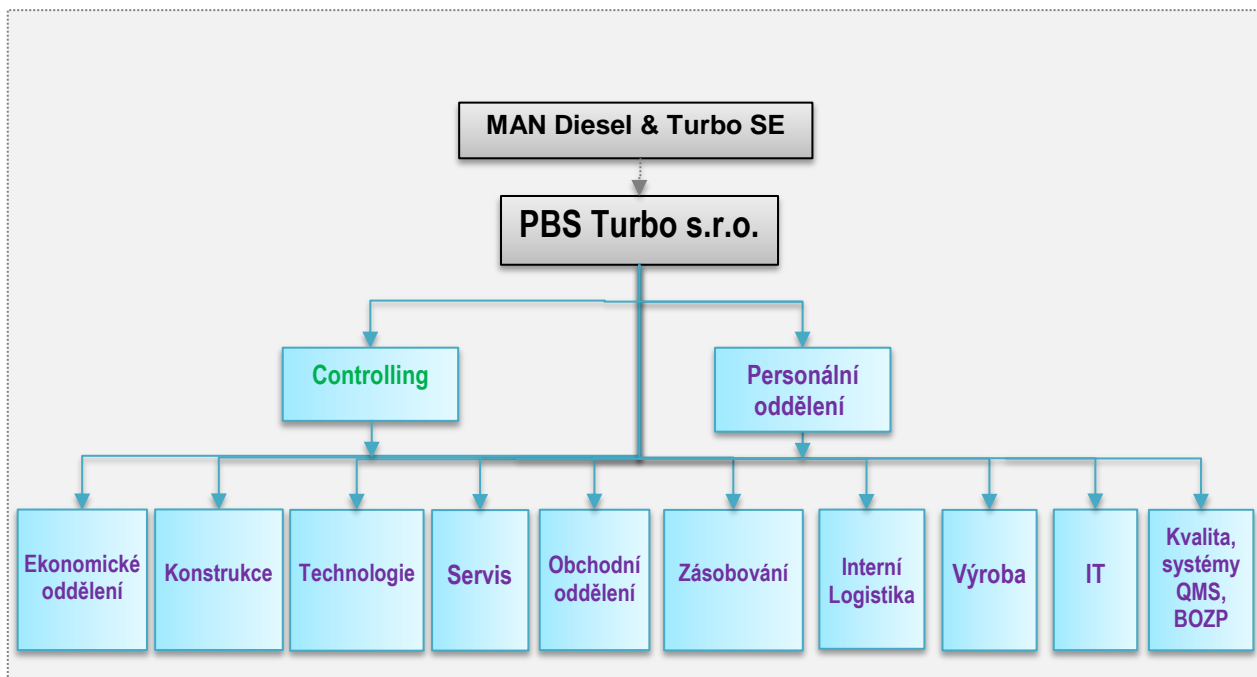 MAN Diesel & Turbo SE
PBS Turbo s.r.o.
Controlling
Personální
oddělení
Ekonomické
oddělení
Konstrukce
Technologie
Servis
Obchodní
oddělení
Zásobování
Interní
Logistika
Výroba
IT
Kvalita,
systémy
QMS,
BOZP